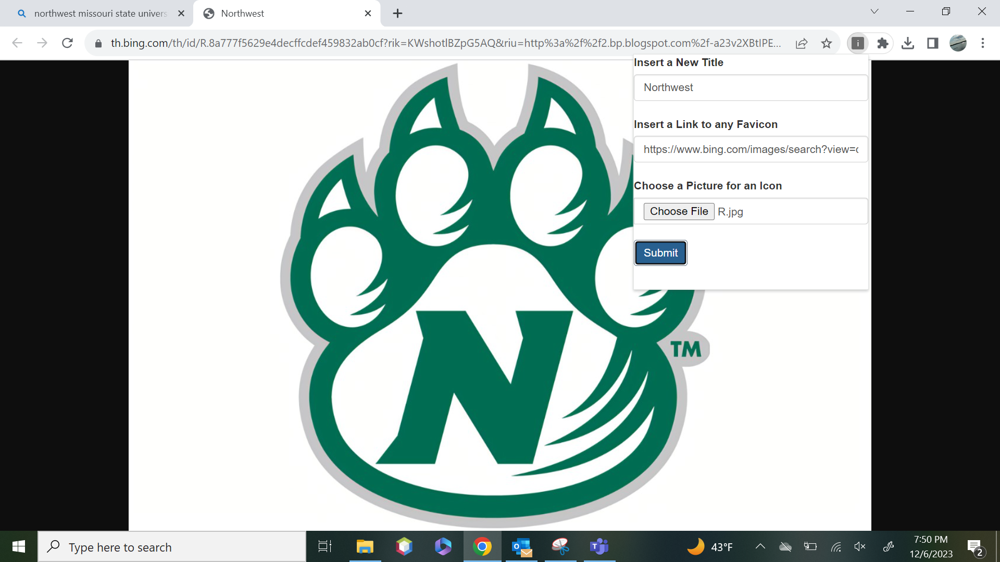 northwest missouri state univers
Northwest
th.bing.com/th/id/R.8a777f5629e4decffcdef459832ab0cf?rik=KWshotlBZpG5AQ&riu=http%3a%2f%2f2.bp.blogspot.com%2f-a23v2XBtIPE...
Insert a New Title
Northwest
Insert a Link to any Favicon
https://www.bing.com/images/search?view=c
Choose a Picture for an Icon
Choose File R.jpg
Submit
N
TM
Type here to search
43°F
7:50 PM
12/6/2023
2